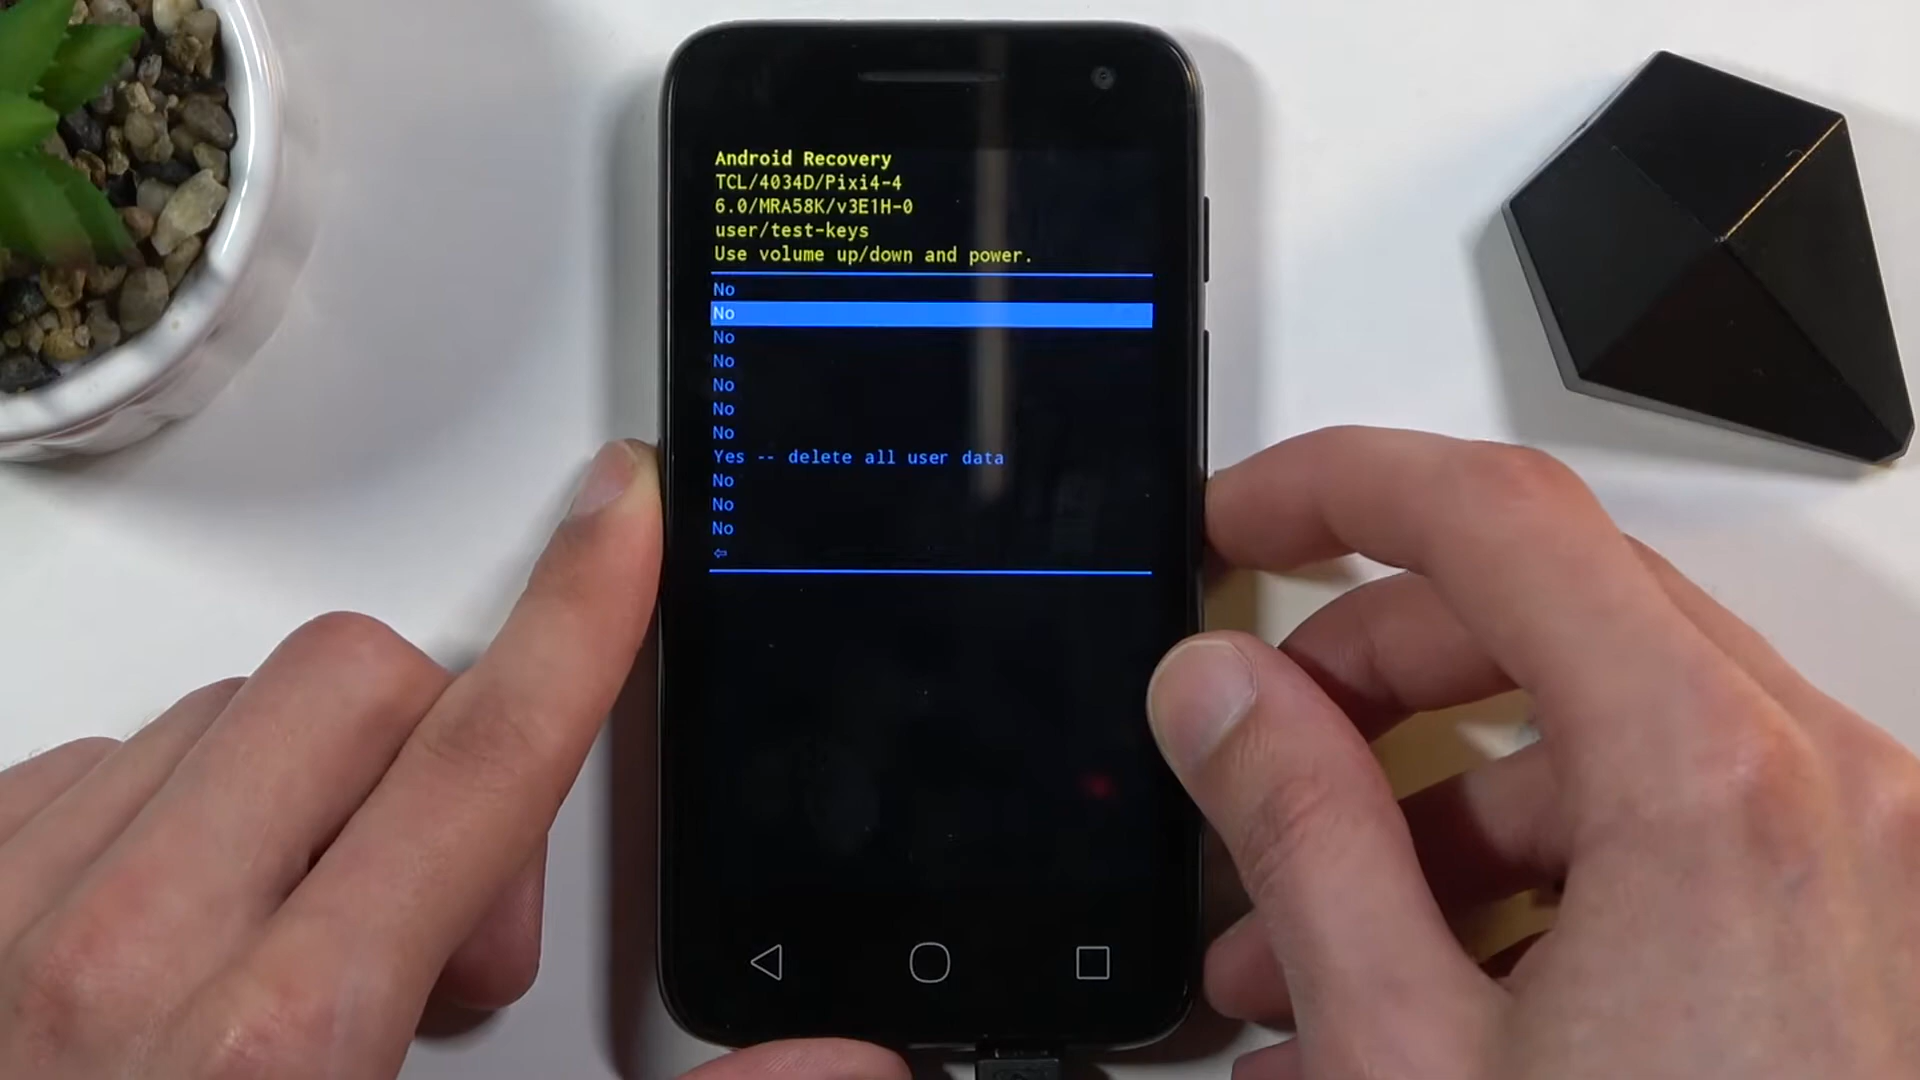 Android Recovery
TCL/4034D/Pixi4-4
6.0/MRA58K/v3E1H-0
user/test-keys
Use volume up/down and power.
No
No
No
No
No
No
No
Yes -- delete all user data
No
No
No
⇦